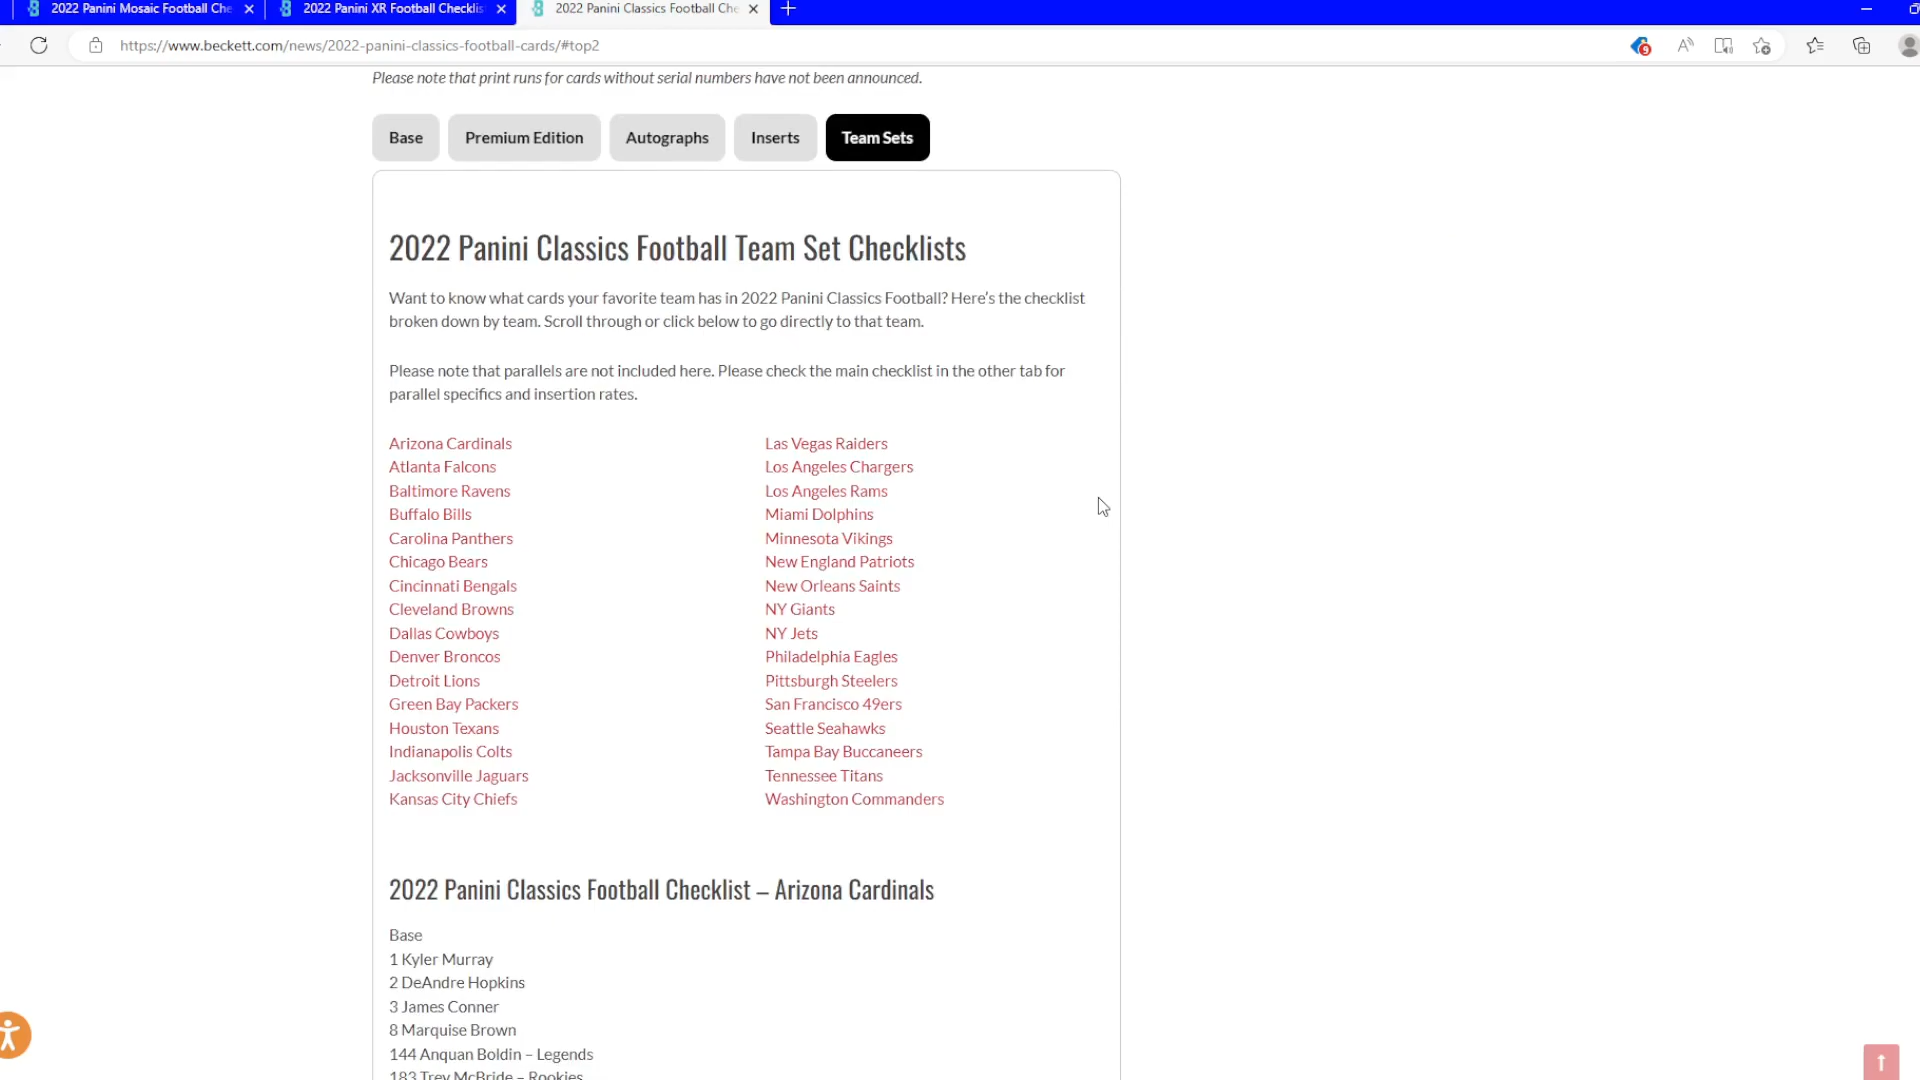 2022 Panini Mosaic Football Che
2022 Panini XR Football Checklis
2022 Panini Classics Football Che
https://www.beckett.com/news/2022-panini-classics-football-cards/#top2
9
Please note that print runs for cards without serial numbers have not been announced.
Base
Premium Edition
Autographs
Inserts
Team Sets
2022 Panini Classics Football Team Set Checklists
Want to know what cards your favorite team has in 2022 Panini Classics Football? Here's the checklist
broken down by team. Scroll through or click below to go directly to that team.
Please note that parallels are not included here. Please check the main checklist in the other tab for
parallel specifics and insertion rates.
Arizona Cardinals
Atlanta Falcons
Baltimore Ravens
Buffalo Bills
Carolina Panthers
Chicago Bears
Cincinnati Bengals
Cleveland Browns
Dallas Cowboys
Denver Broncos
Detroit Lions
Green Bay Packers
Houston Texans
Indianapolis Colts
Jacksonville Jaguars
Kansas City Chiefs
Las Vegas Raiders
Los Angeles Chargers
Los Angeles Rams
Miami Dolphins
Minnesota Vikings
New England Patriots
New Orleans Saints
NY Giants
NY Jets
Philadelphia Eagles
Pittsburgh Steelers
San Francisco 49ers
Seattle Seahawks
Tampa Bay Buccaneers
Tennessee Titans
Washington Commanders
2022 Panini Classics Football Checklist – Arizona Cardinals
Base
1 Kyler Murray
2 DeAndre Hopkins
3 James Conner
8 Marquise Brown
144 Anquan Boldin – Legends
183 Trey McBride – Rookies